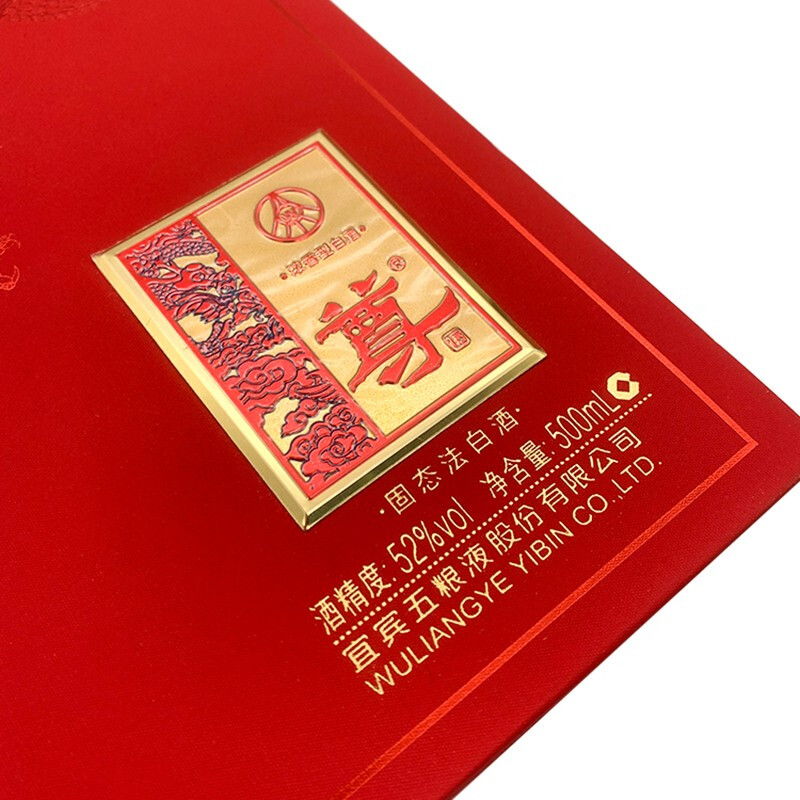 ·浓香型白酒·
尊®
·固态法白酒·
酒精度:52%vol 净含量:500mL
宜宾五粮液股份有限公司
WULIANGYE YIBIN CO.,LTD.